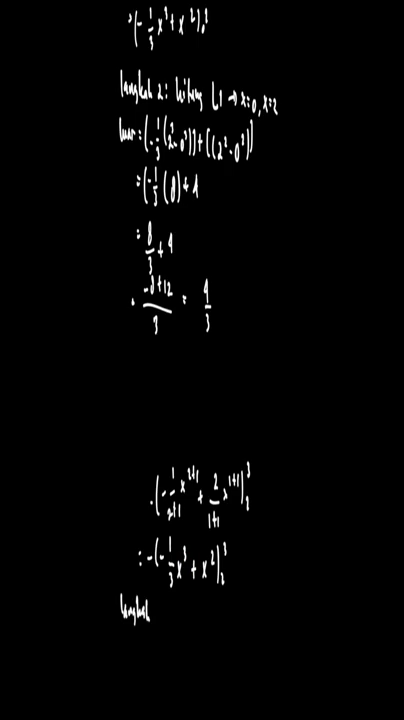 =(-1/3 x³ + x²)₀²
langkah 2: hitung L1 → x=0, x=2
luas = (-1/3 (2³-0³)) + ((2²-0²))
= (-1/3 (8) + 4
= 8/3 + 4
= -8+12/3 = 4/3
= (-1/2+1 x²⁺¹ + 2/1+1 x¹⁺¹]₂³
= -(-1/3 x³ + x²]₂³
langkah